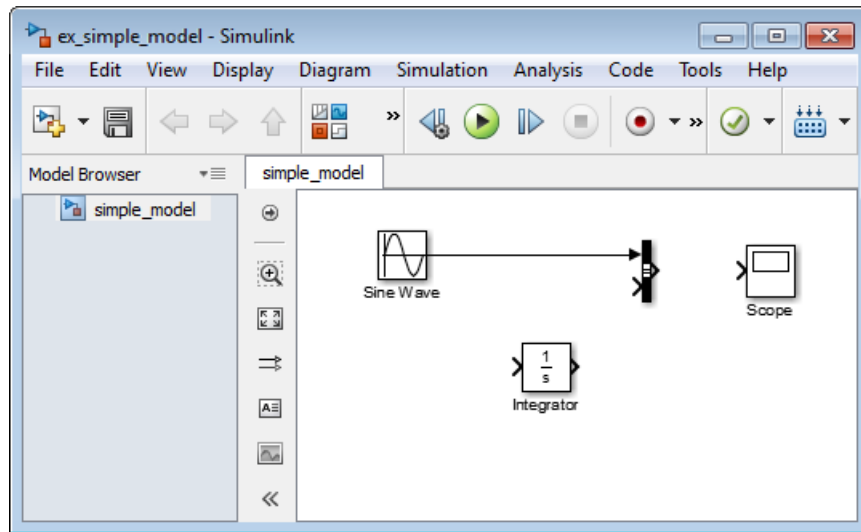 ex_simple_model - Simulink
File Edit View Display Diagram Simulation Analysis Code Tools Help
Model Browser
simple_model
simple_model
Sine Wave
Scope
1
s
Integrator